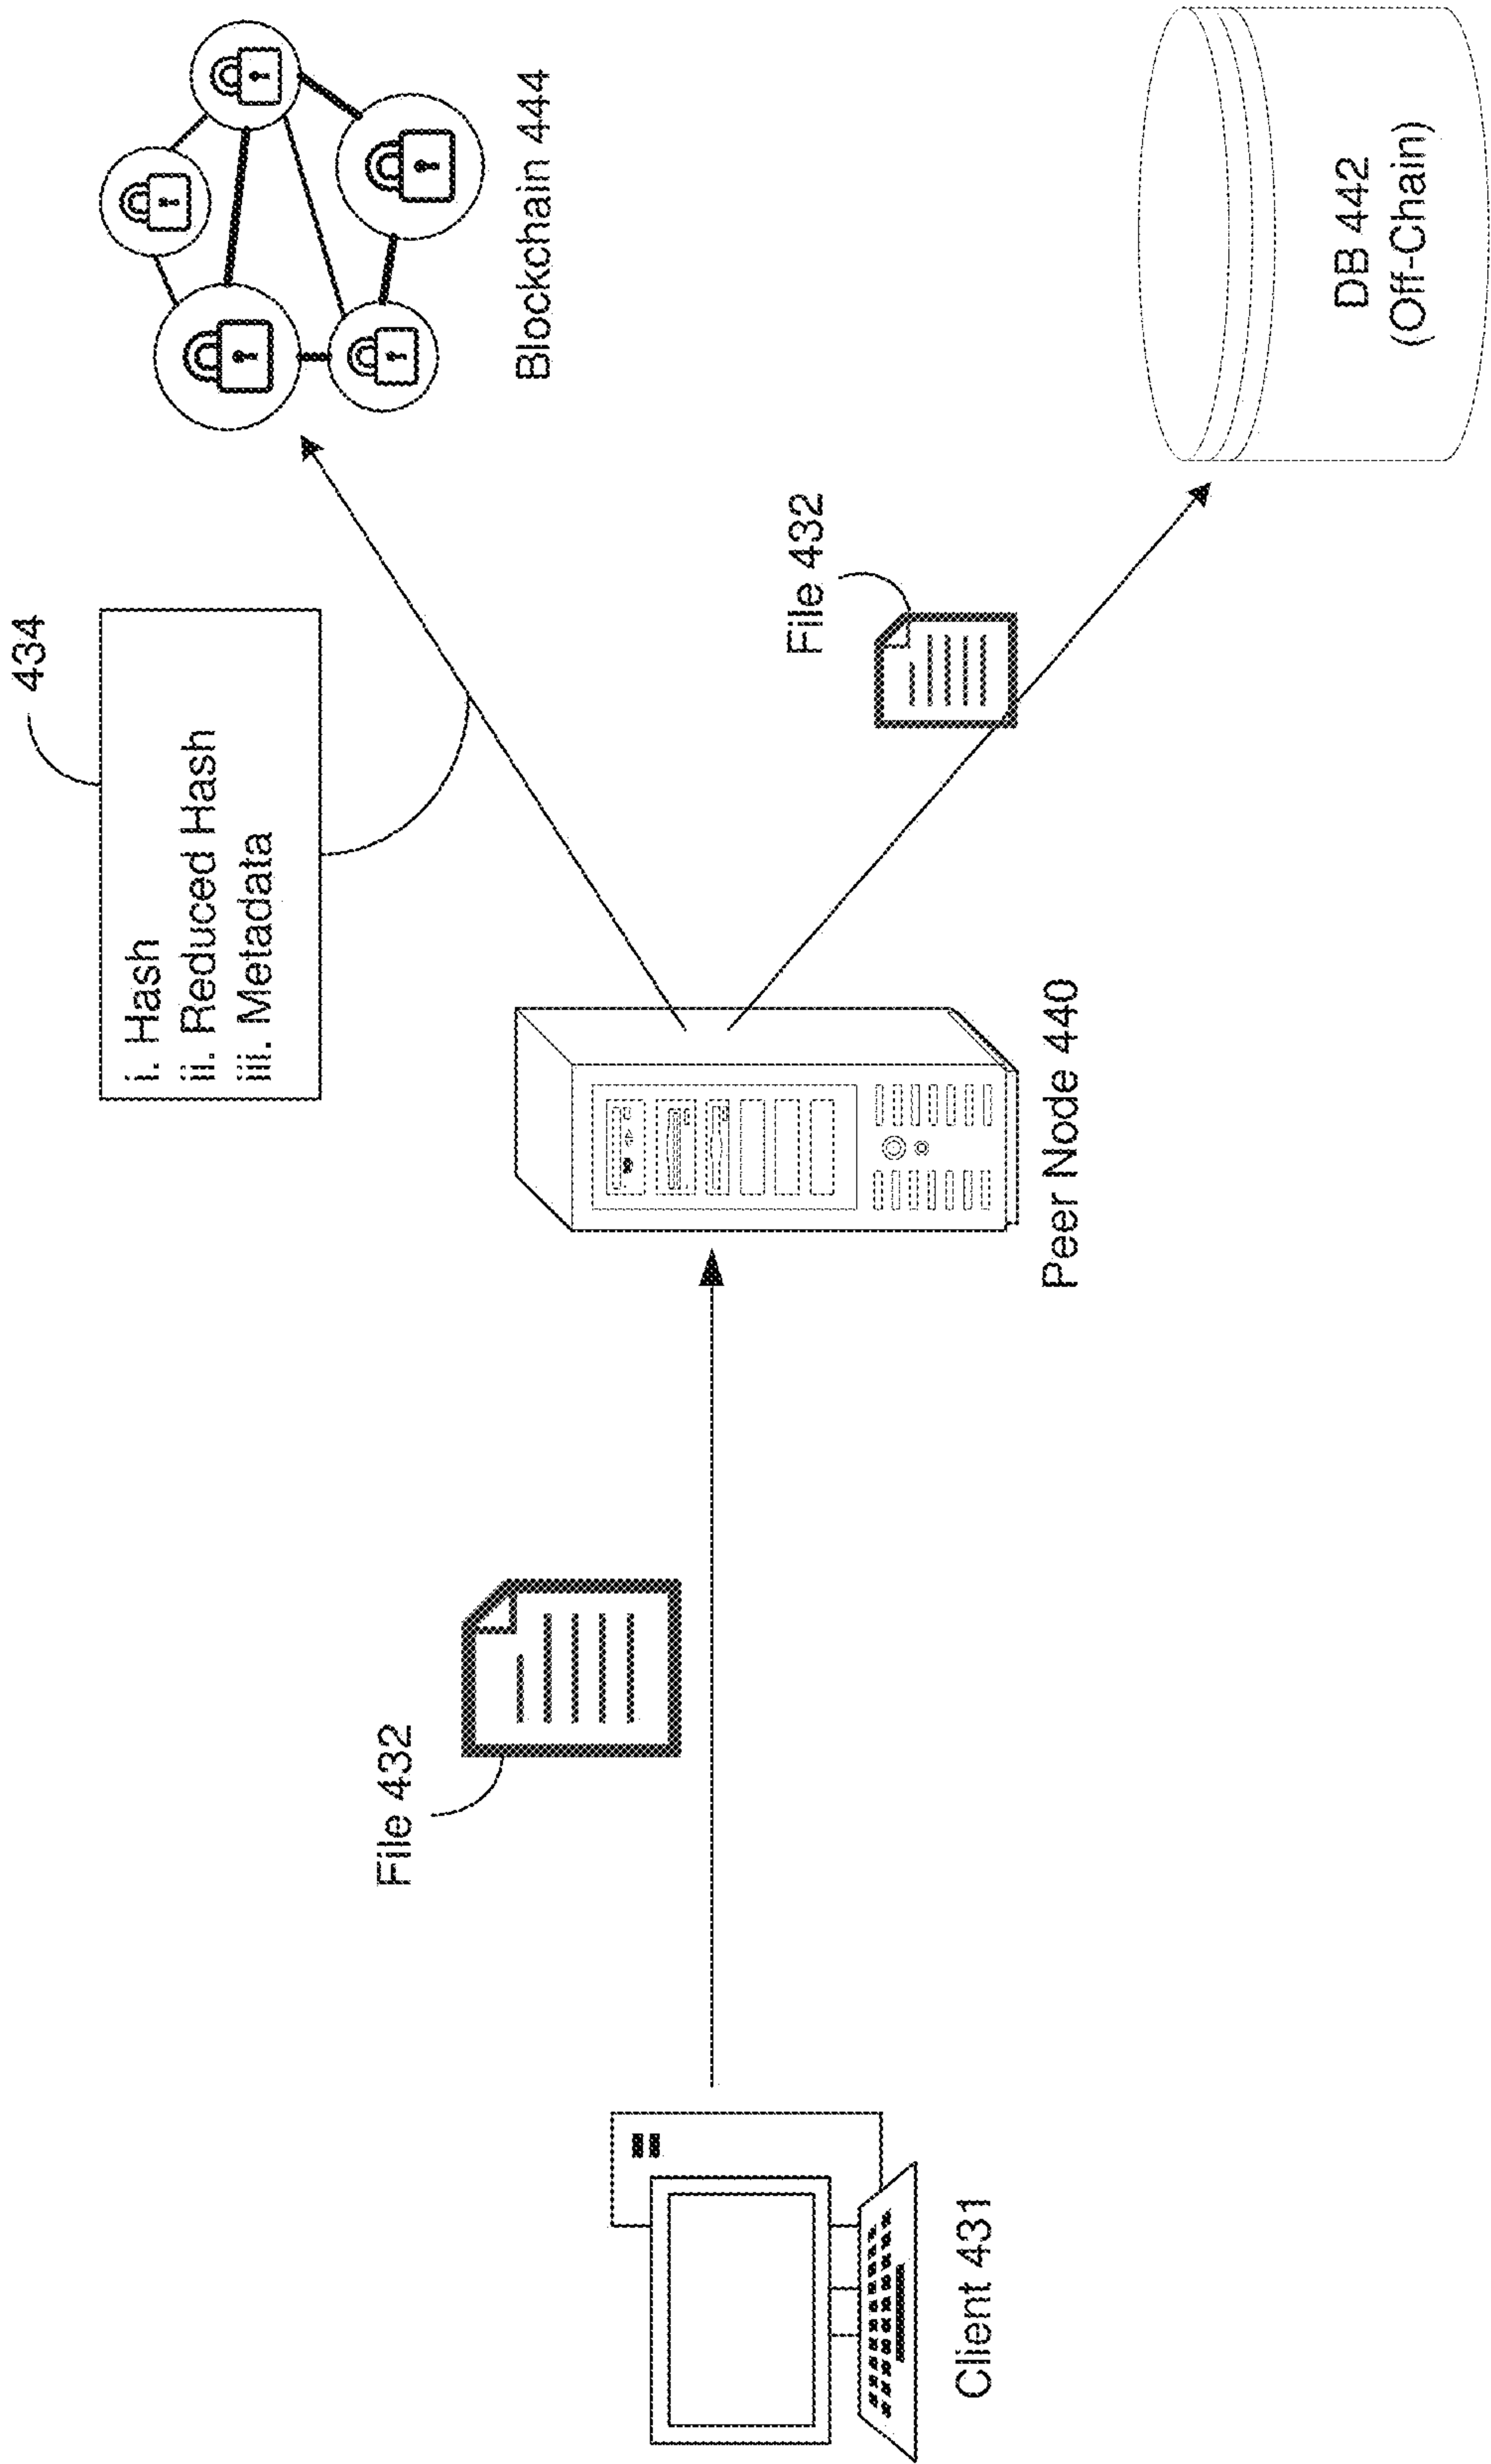 434
i. Hash
ii. Reduced Hash
iii. Metadata
Blockchain 444
File 432
File 432
Client 431
Peer Node 440
DB 442
(Off-Chain)